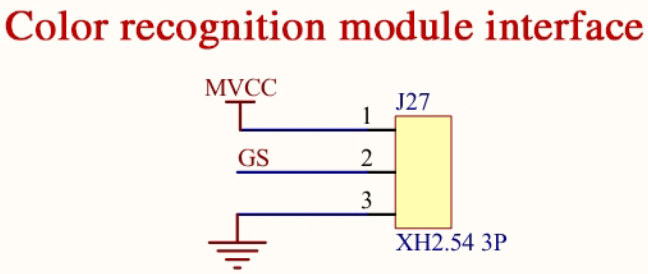 Color recognition module interface
MVCC
J27
1
GS
2
3
XH2.54 3P